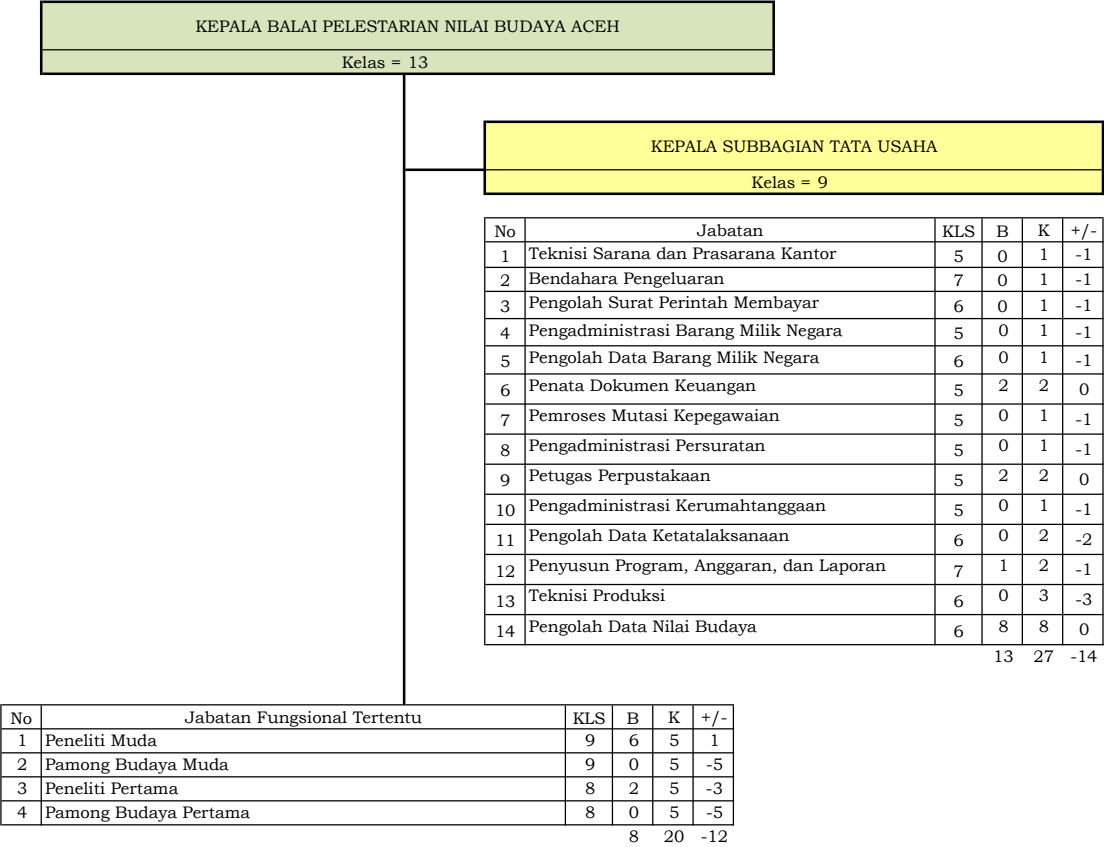 KEPALA BALAI PELESTARIAN NILAI BUDAYA ACEH
Kelas = 13
KEPALA SUBBAGIAN TATA USAHA
Kelas = 9
No Jabatan KLS B K +/-
1 Teknisi Sarana dan Prasarana Kantor 5 0 1 -1
2 Bendahara Pengeluaran 7 0 1 -1
3 Pengolah Surat Perintah Membayar 6 0 1 -1
4 Pengadministrasi Barang Milik Negara 5 0 1 -1
5 Pengolah Data Barang Milik Negara 6 0 1 -1
6 Penata Dokumen Keuangan 5 2 2 0
7 Pemroses Mutasi Kepegawaian 5 0 1 -1
8 Pengadministrasi Persuratan 5 0 1 -1
9 Petugas Perpustakaan 5 2 2 0
10 Pengadministrasi Kerumahtanggaan 5 0 1 -1
11 Pengolah Data Ketatalaksanaan 6 0 2 -2
12 Penyusun Program, Anggaran, dan Laporan 7 1 2 -1
13 Teknisi Produksi 6 0 3 -3
14 Pengolah Data Nilai Budaya 6 8 8 0
13 27 -14
No Jabatan Fungsional Tertentu KLS B K +/-
1 Peneliti Muda 9 6 5 1
2 Pamong Budaya Muda 9 0 5 -5
3 Peneliti Pertama 8 2 5 -3
4 Pamong Budaya Pertama 8 0 5 -5
8 20 -12